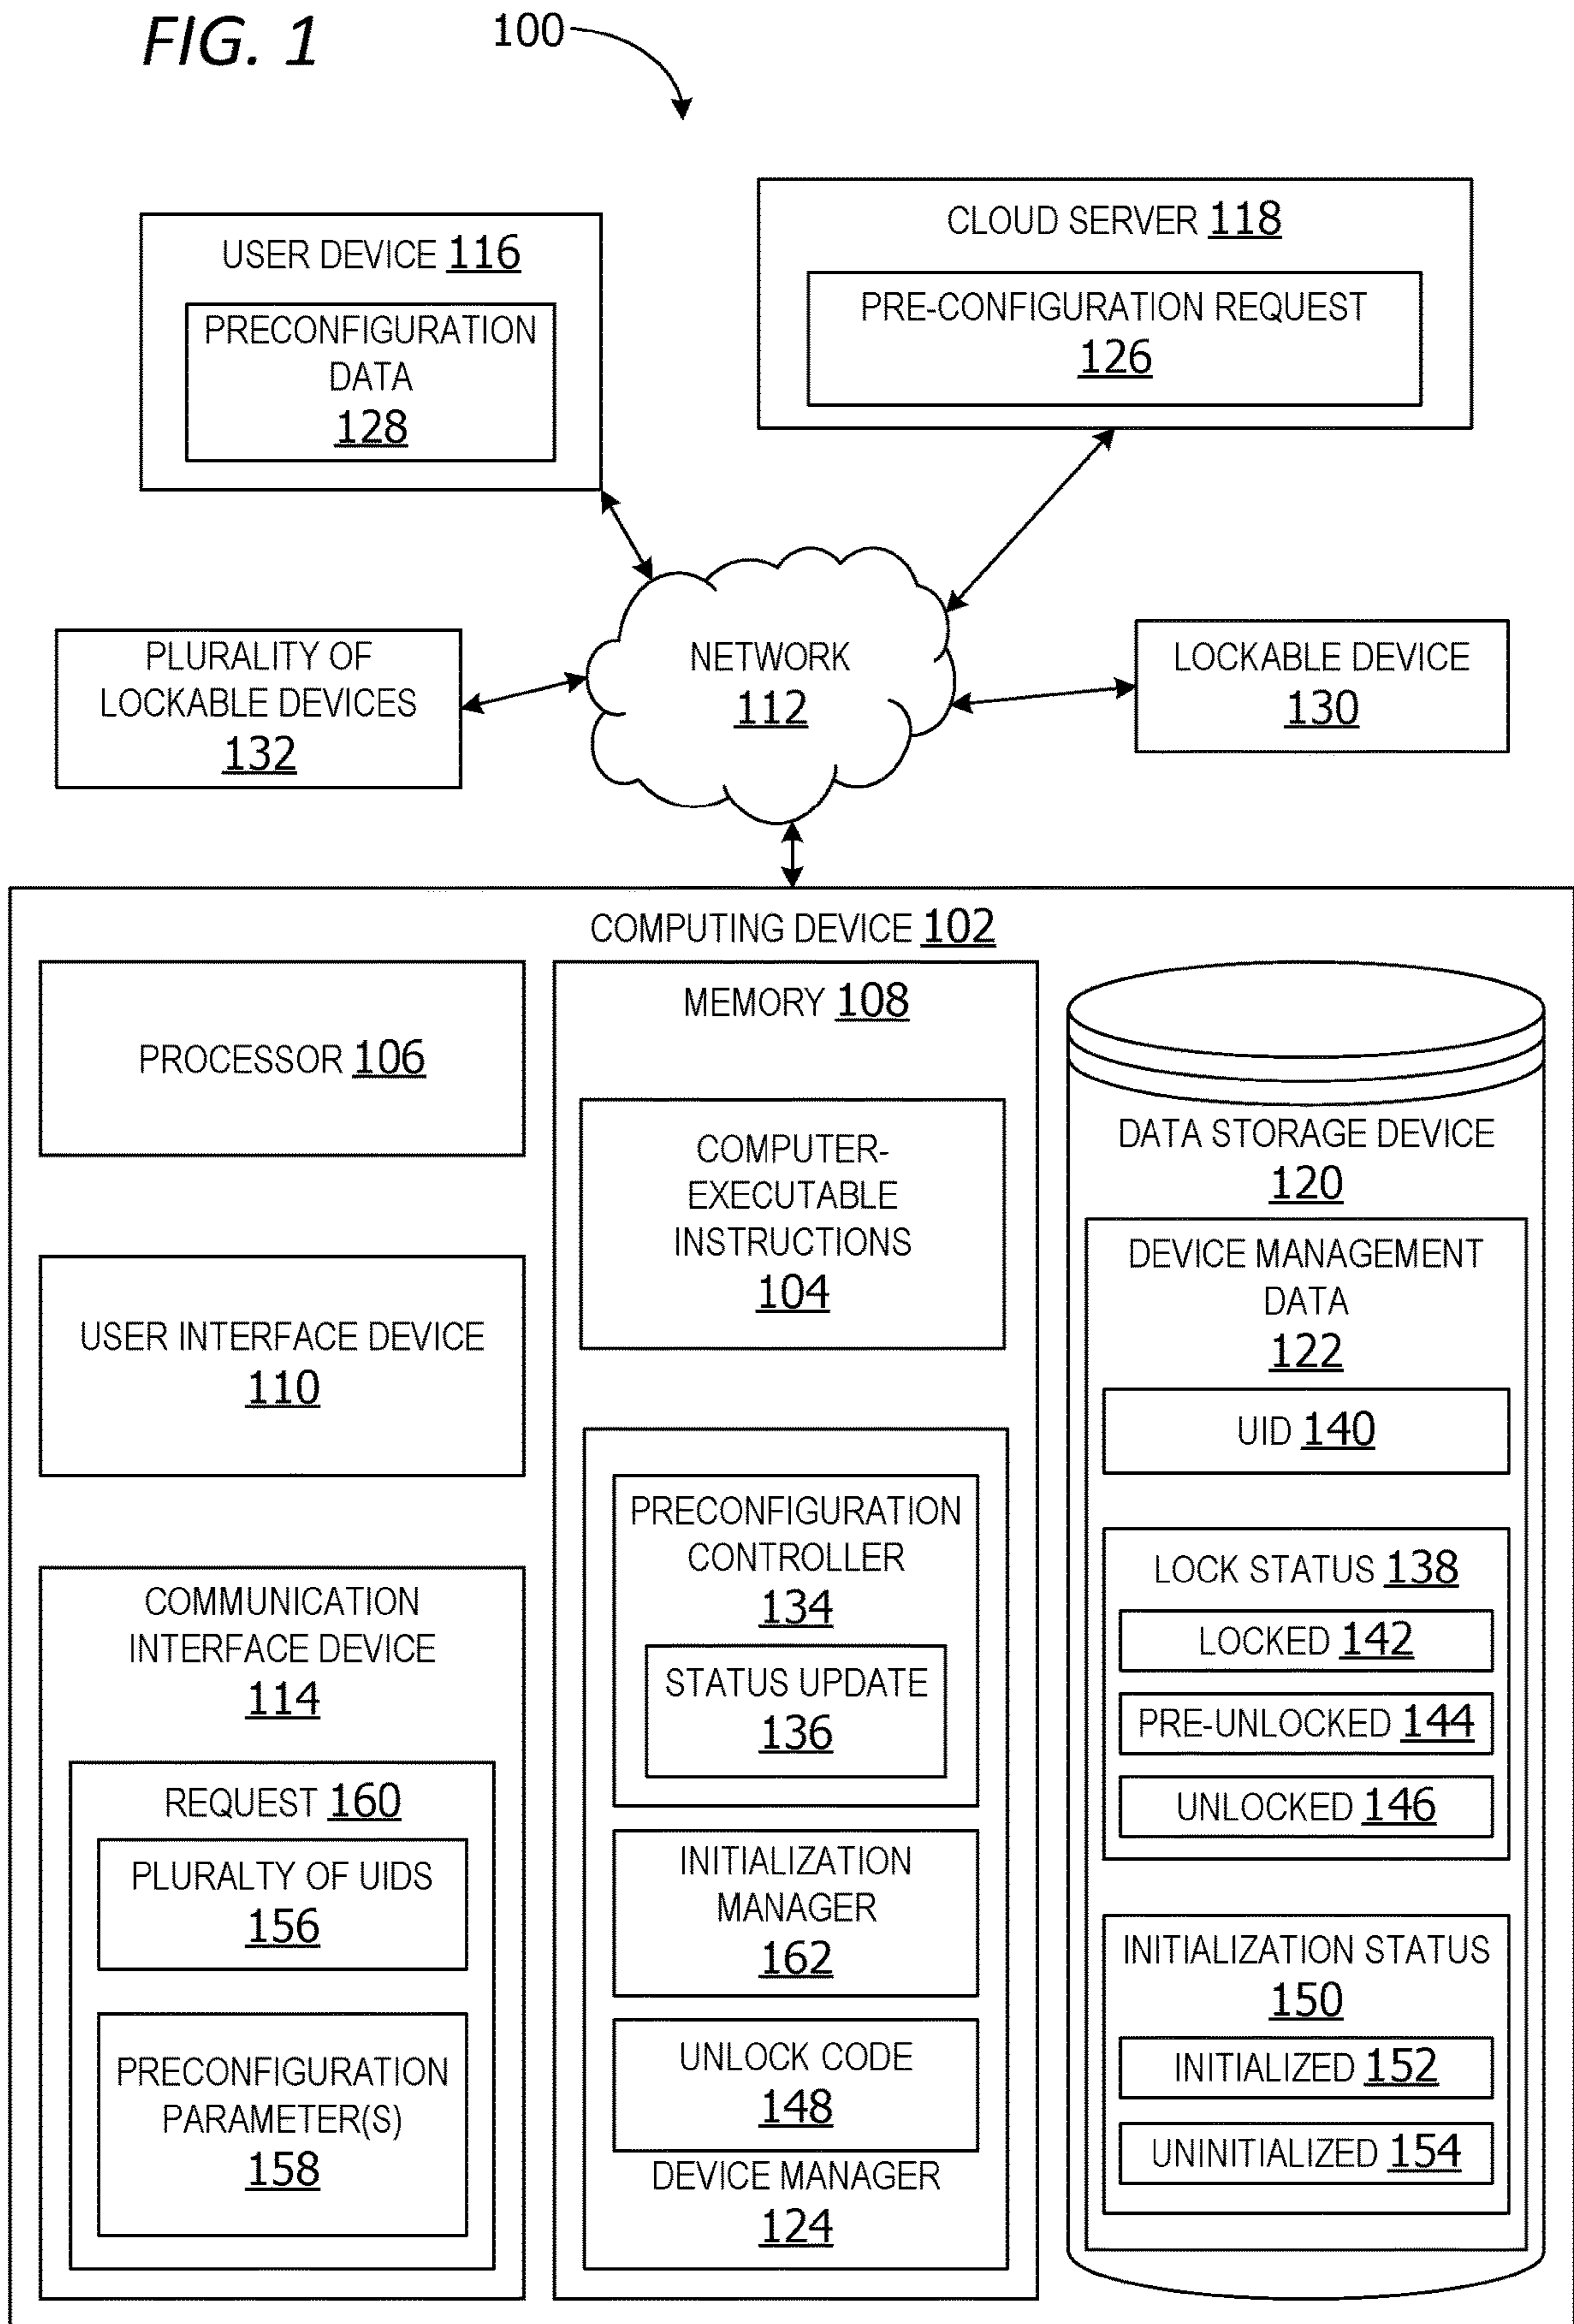 FIG. 1
100
USER DEVICE 116
PRECONFIGURATION
DATA
128
CLOUD SERVER 118
PRE-CONFIGURATION REQUEST
126
PLURALITY OF
LOCKABLE DEVICES
132
NETWORK
112
LOCKABLE DEVICE
130
COMPUTING DEVICE 102
PROCESSOR 106
USER INTERFACE DEVICE
110
COMMUNICATION
INTERFACE DEVICE
114
REQUEST 160
PLURALTY OF UIDS
156
PRECONFIGURATION
PARAMETER(S)
158
MEMORY 108
COMPUTER-
EXECUTABLE
INSTRUCTIONS
104
PRECONFIGURATION
CONTROLLER
134
STATUS UPDATE
136
INITIALIZATION
MANAGER
162
UNLOCK CODE
148
DEVICE MANAGER
124
DATA STORAGE DEVICE
120
DEVICE MANAGEMENT
DATA
122
UID 140
LOCK STATUS 138
LOCKED 142
PRE-UNLOCKED 144
UNLOCKED 146
INITIALIZATION STATUS
150
INITIALIZED 152
UNINITIALIZED 154